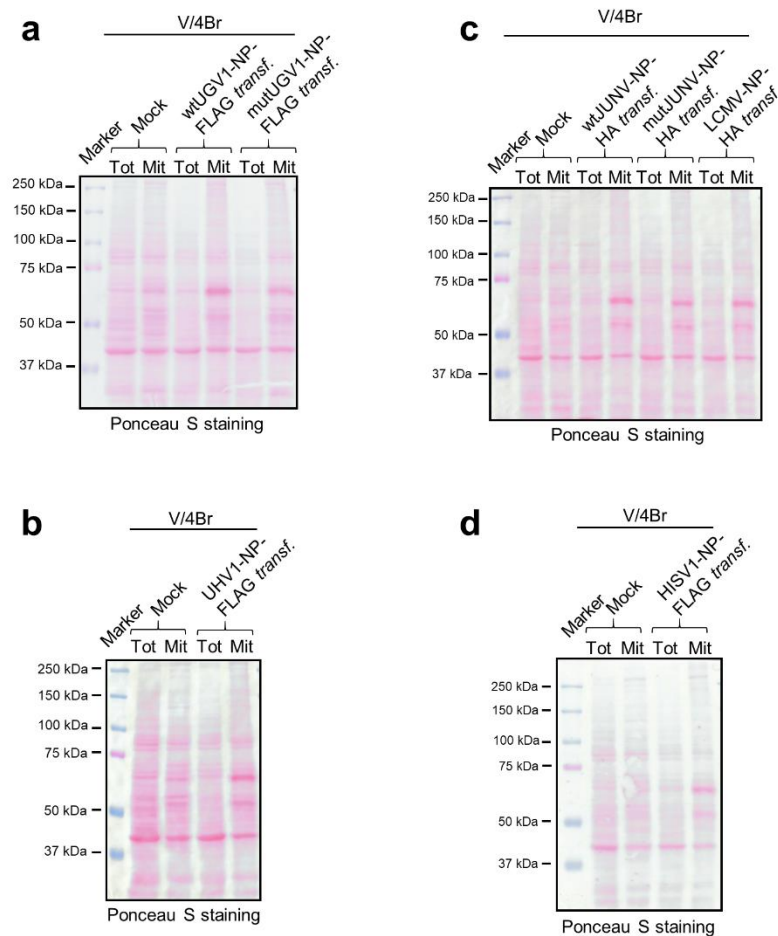 a
V/4Br
Marker
Mock
wtUGV1-NP-
FLAG transf.
mutUGV1-NP-
FLAG transf.
Tot Mit Tot Mit Tot Mit
250 kDa
150 kDa
100 kDa
75 kDa
50 kDa
37 kDa
Ponceau S staining
c
V/4Br
Marker
Mock
wtJUNV-NP-
HA transf.
mutJUNV-NP-
HA transf.
LCMV-NP-
HA transf
Tot Mit Tot Mit Tot Mit Tot Mit
250 kDa
150 kDa
100 kDa
75 kDa
50 kDa
37 kDa
Ponceau S staining
b
V/4Br
Marker
Mock
UHV1-NP-
FLAG transf.
Tot Mit Tot Mit
250 kDa
150 kDa
100 kDa
75 kDa
50 kDa
37 kDa
Ponceau S staining
d
V/4Br
Marker
Mock
HISV1-NP-
FLAG transf.
Tot Mit Tot Mit
250 kDa
150 kDa
100 kDa
75 kDa
50 kDa
37 kDa
Ponceau S staining